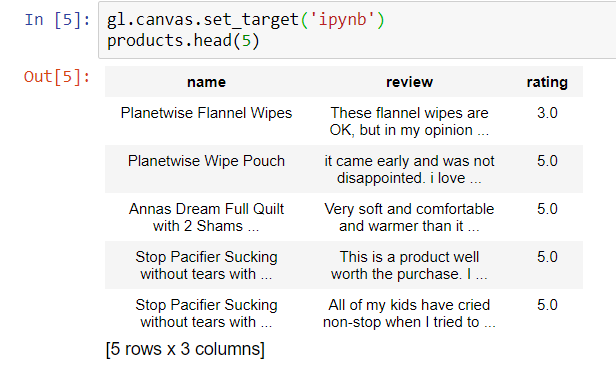 In [5]: gl.canvas.set_target('ipynb')
products.head(5)
Out[5]:
name review rating
Planetwise Flannel Wipes These flannel wipes are 3.0
OK, but in my opinion ...
Planetwise Wipe Pouch it came early and was not 5.0
disappointed. i love ...
Annas Dream Full Quilt Very soft and comfortable 5.0
with 2 Shams ... and warmer than it ...
Stop Pacifier Sucking This is a product well 5.0
without tears with ... worth the purchase. I ...
Stop Pacifier Sucking All of my kids have cried 5.0
without tears with ... non-stop when I tried to ...
[5 rows x 3 columns]